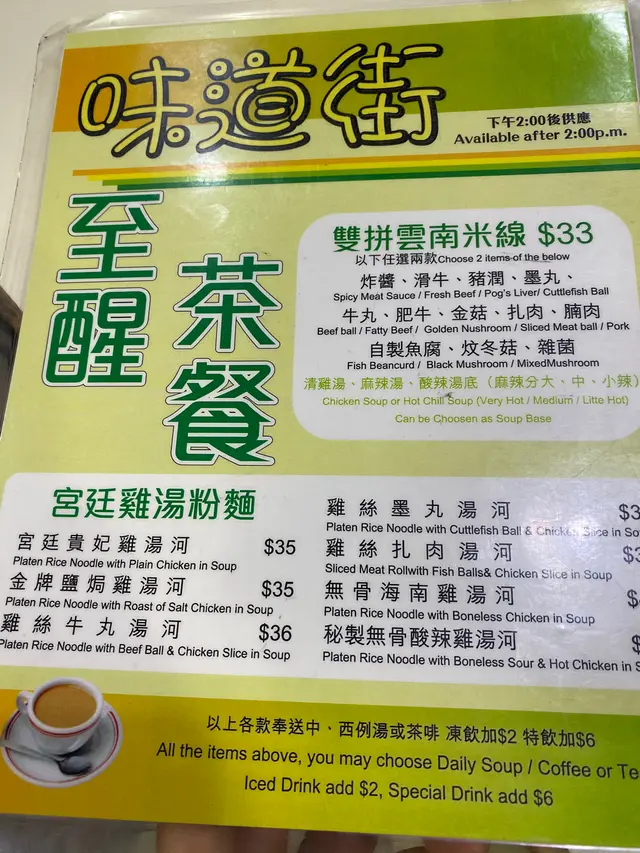 味道街
下午2:00後供應
Available after 2:00p.m.
至醒
茶餐
雙拼雲南米線 $33
以下任選兩款Choose 2 items of the below
炸醬、滑牛、豬潤、墨丸、
Spicy Meat Sauce / Fresh Beef / Pog's Liver/ Cuttlefish Ball
牛丸、肥牛、金菇、扎肉、腩肉
Beef ball / Fatty Beef / Golden Nushroom / Sliced Meat ball / Pork
自製魚腐、炆冬菇、雜菌
Fish Beancurd / Black Mushroom / MixedMushroom
清雞湯、麻辣湯、酸辣湯底（麻辣分大、中、小辣）
Chicken Soup or Hot Chili Soup (Very Hot / Medium / Litte Hot)
Can be Choosen as Soup Base
宮廷雞湯粉麵
宮廷貴妃雞湯河 $35
Platen Rice Noodle with Plain Chicken in Soup
金牌鹽焗雞湯河 $35
Platen Rice Noodle with Roast of Salt Chicken in Soup
雞絲牛丸湯河 $36
Platen Rice Noodle with Beef Ball & Chicken Slice in Soup
雞絲墨丸湯河
Platen Rice Noodle with Cuttlefish Ball & Chicken Slice in
雞絲扎肉湯河
Sliced Meat Rollwith Fish Balls& Chicken Slice in Soup
無骨海南雞湯河
Platen Rice Noodle with Boneless Chicken in Soup
秘製無骨酸辣雞湯河
Platen Rice Noodle with Boneless Sour & Hot Chicken in
以上各款奉送中、西例湯或茶啡 凍飲加$2 特飲加$6
All the items above, you may choose Daily Soup / Coffee or
Iced Drink add $2, Special Drink add $6